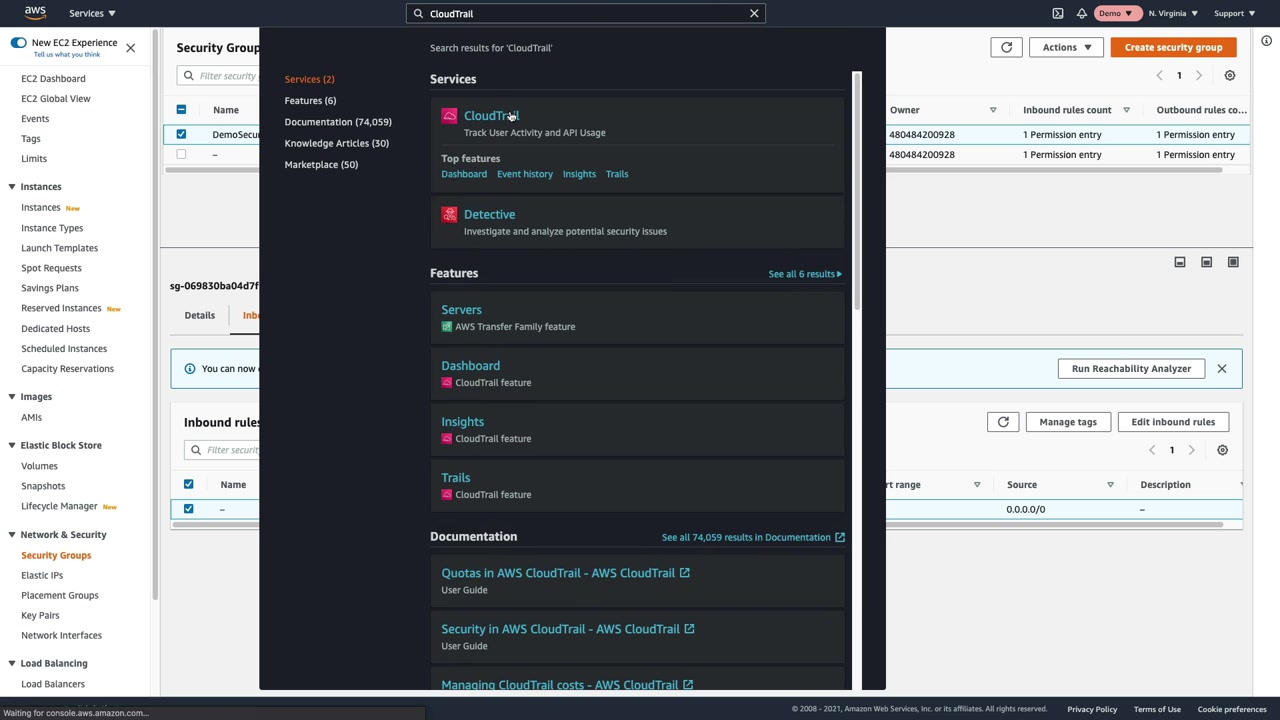 aws
Services
CloudTrail
Demo
N. Virginia
Support
New EC2 Experience
Tell us what you think
EC2 Dashboard
EC2 Global View
Events
Tags
Limits
Instances
Instances New
Instance Types
Launch Templates
Spot Requests
Savings Plans
Reserved Instances New
Dedicated Hosts
Scheduled Instances
Capacity Reservations
Images
AMIs
Elastic Block Store
Volumes
Snapshots
Lifecycle Manager New
Network & Security
Security Groups
Elastic IPs
Placement Groups
Key Pairs
Network Interfaces
Load Balancing
Load Balancers
Security Group
Filter security
Name
DemoSecur
–
sg-069830ba04d7f
Details
Inbo
You can now
Inbound rules
Filter securit
Name
–
Search results for 'CloudTrail'
Services (2)
Features (6)
Documentation (74,059)
Knowledge Articles (30)
Marketplace (50)
Services
CloudTrail
Track User Activity and API Usage
Top features
Dashboard Event history Insights Trails
Detective
Investigate and analyze potential security issues
Features
See all 6 results
Servers
AWS Transfer Family feature
Dashboard
CloudTrail feature
Insights
CloudTrail feature
Trails
CloudTrail feature
Documentation
See all 74,059 results in Documentation
Quotas in AWS CloudTrail - AWS CloudTrail
User Guide
Security in AWS CloudTrail - AWS CloudTrail
User Guide
Managing CloudTrail costs - AWS CloudTrail
Actions
Create security group
1
Owner Inbound rules count Outbound rules co...
480484200928 1 Permission entry 1 Permission entry
480484200928 1 Permission entry 1 Permission entry
Run Reachability Analyzer
Manage tags
Edit inbound rules
1
rt range Source Description
0.0.0.0/0 –
Waiting for console.aws.amazon.com...
© 2008 - 2021, Amazon Web Services, Inc. or its affiliates. All rights reserved.
Privacy Policy
Terms of Use
Cookie preferences